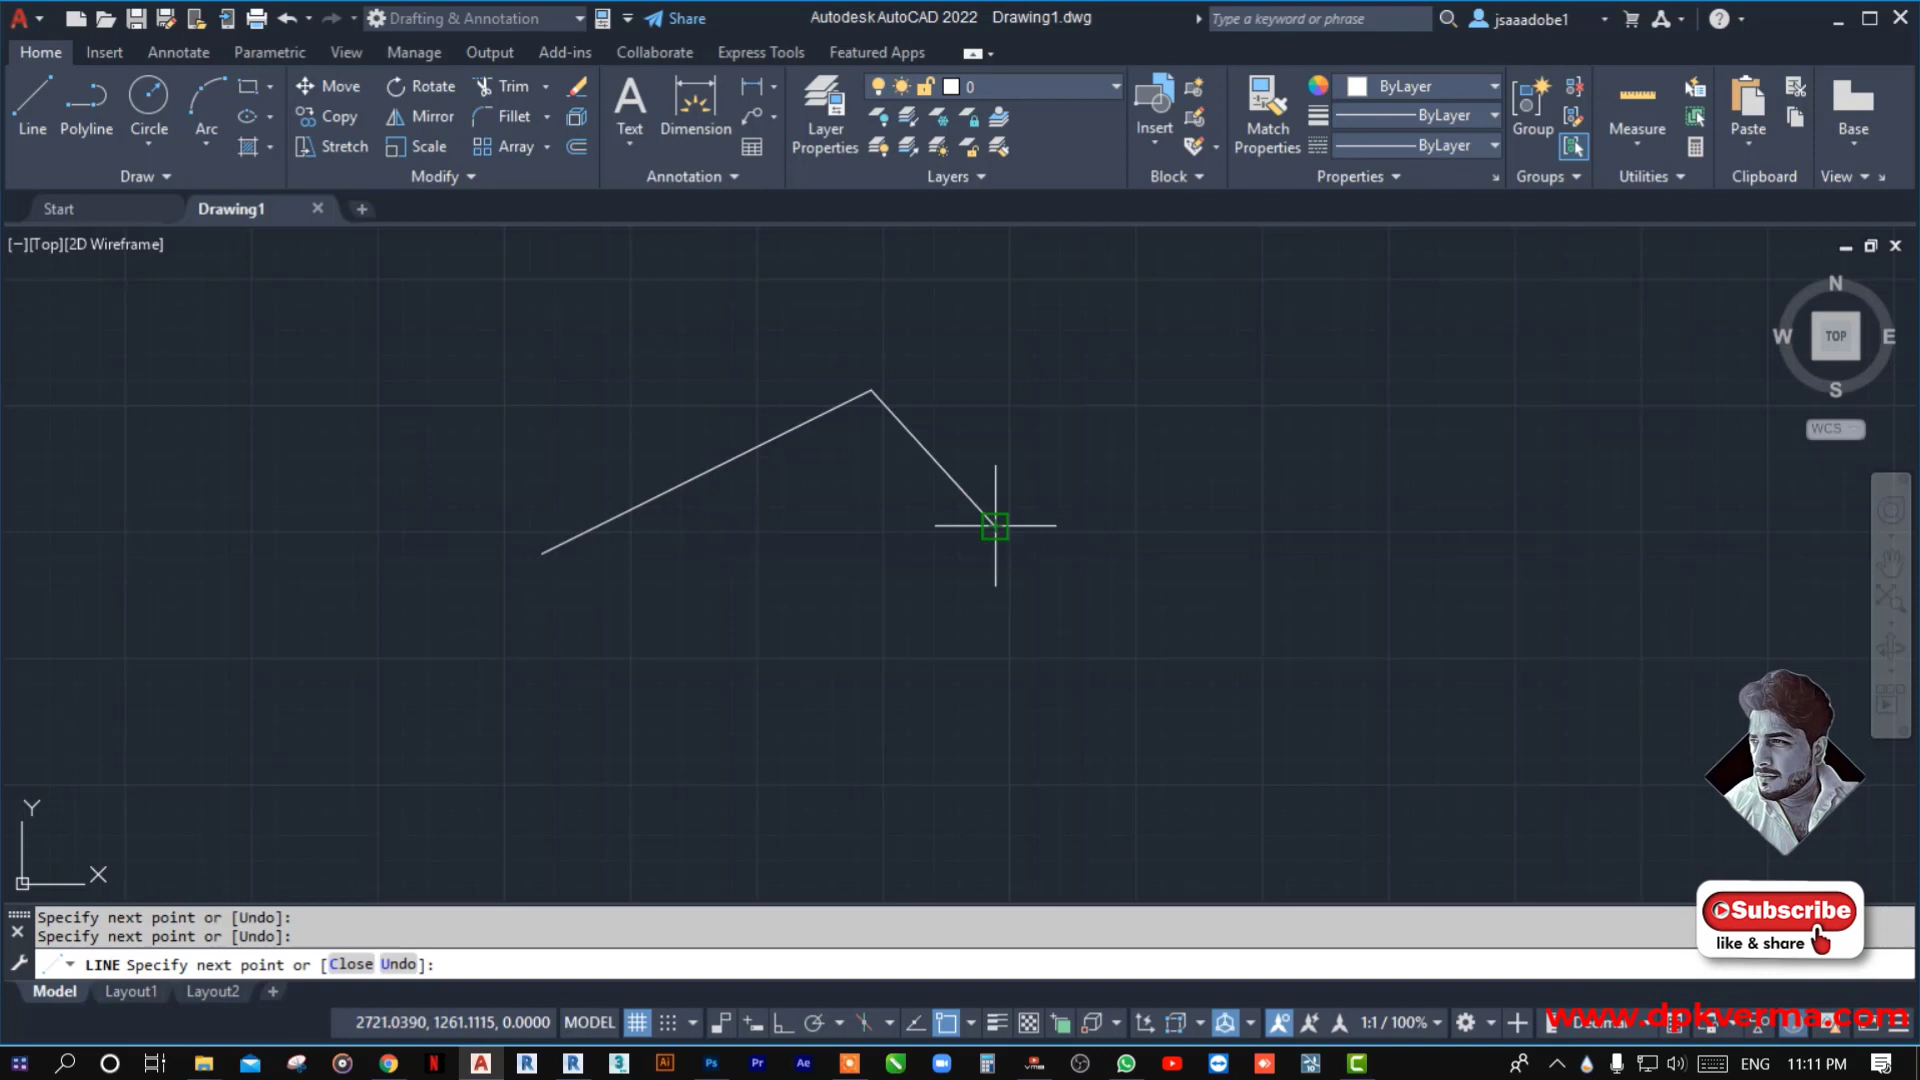 Drafting & Annotation
Share
Autodesk AutoCAD 2022 Drawing1.dwg
Type a keyword or phrase
jsaaadobe1
Home Insert Annotate Parametric View Manage Output Add-ins Collaborate Express Tools Featured Apps
Line Polyline Circle Arc
Move Rotate Trim
Copy Mirror Fillet
Stretch Scale Array
Text Dimension
Layer Properties
0
Insert
Match Properties
ByLayer
ByLayer
ByLayer
Group
Measure
Paste
Base
Draw Modify Annotation Layers Block Properties Groups Utilities Clipboard View
Start Drawing1
[−][Top][2D Wireframe]
N
W TOP E
S
WCS
Y
X
Specify next point or [Undo]:
Specify next point or [Undo]:
LINE Specify next point or [Close Undo]:
Subscribe
like & share
Model Layout1 Layout2
2721.0390, 1261.1115, 0.0000 MODEL
1:1 / 100%
www.dpkverma.com
ENG 11:11 PM